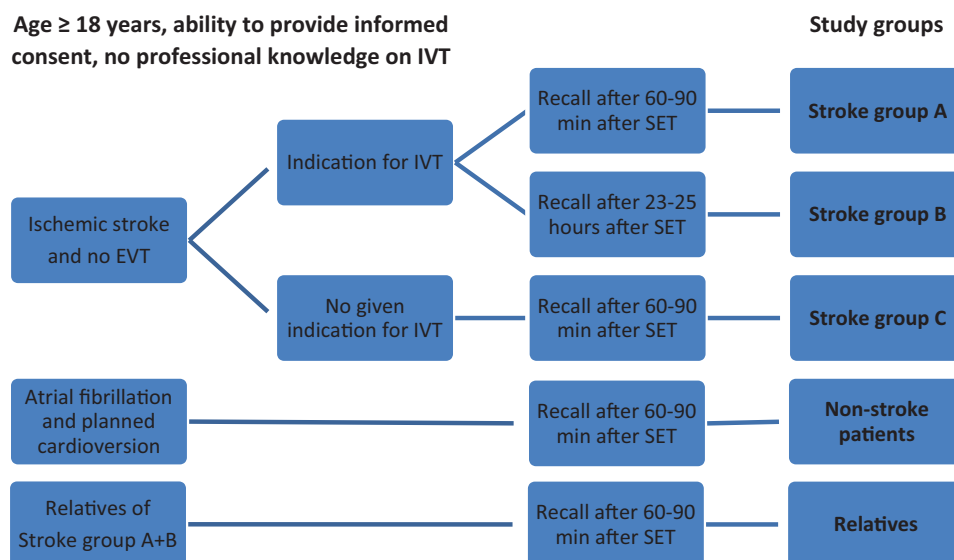 Age ≥ 18 years, ability to provide informed
consent, no professional knowledge on IVT
Study groups
Ischemic stroke
and no EVT
Indication for IVT
Recall after 60-90
min after SET
Stroke group A
Recall after 23-25
hours after SET
Stroke group B
No given
indication for IVT
Recall after 60-90
min after SET
Stroke group C
Atrial fibrillation
and planned
cardioversion
Recall after 60-90
min after SET
Non-stroke
patients
Relatives of
Stroke group A+B
Recall after 60-90
min after SET
Relatives